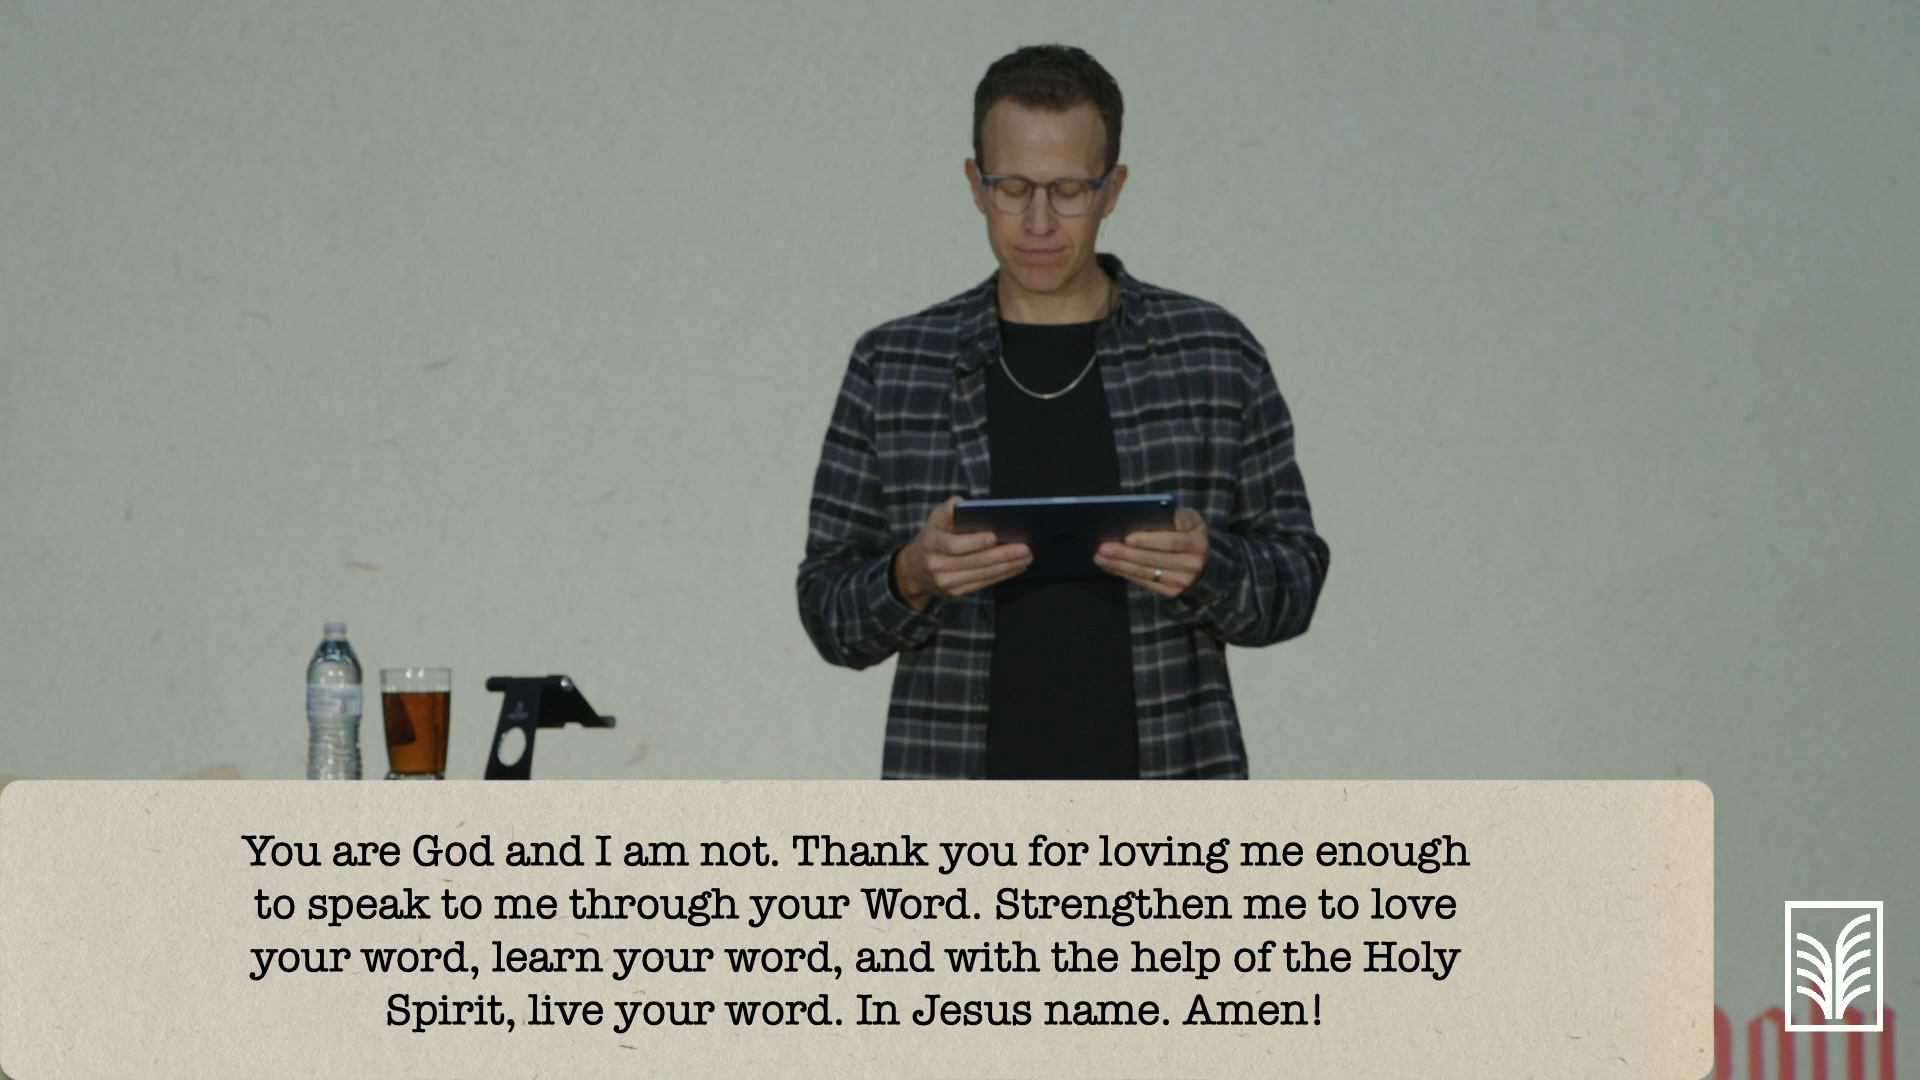 You are God and I am not. Thank you for loving me enough
to speak to me through your Word. Strengthen me to love
your word, learn your word, and with the help of the Holy
Spirit, live your word. In Jesus name. Amen!